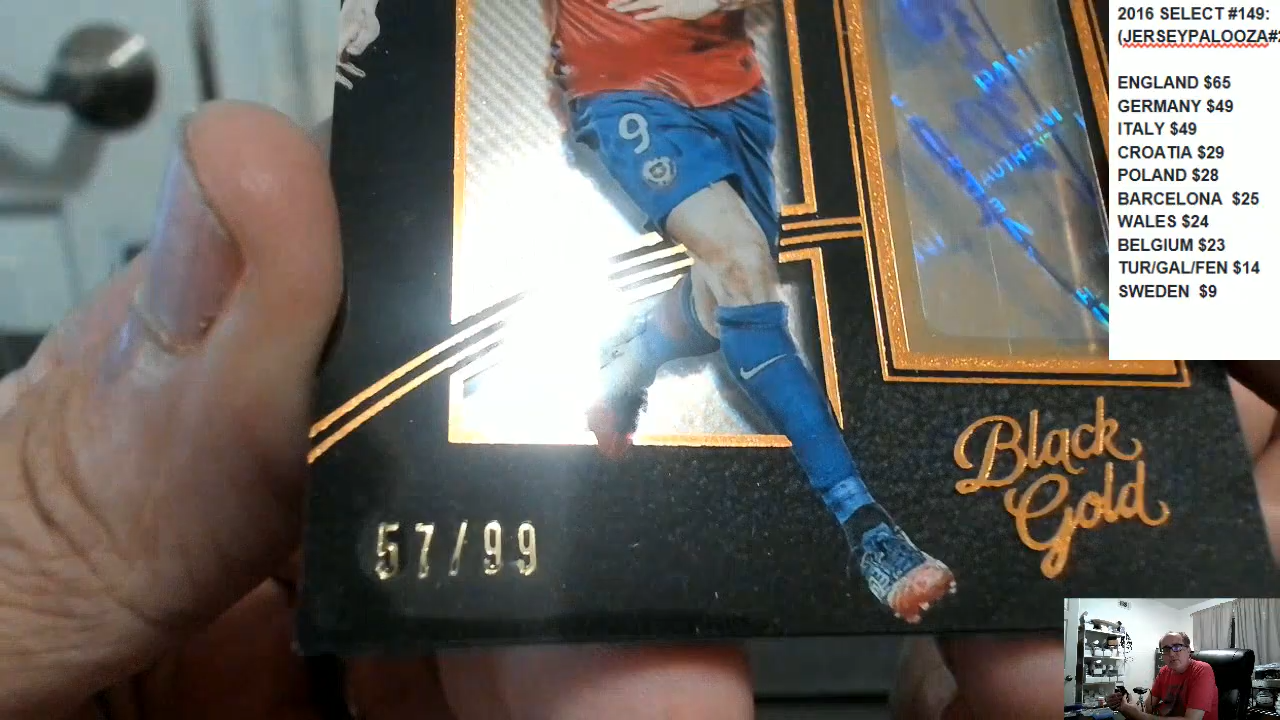 2016 SELECT #149:
(JERSEYPALOOZA#
ENGLAND $65
GERMANY $49
ITALY $49
CROATIA $29
POLAND $28
BARCELONA $25
WALES $24
BELGIUM $23
TUR/GAL/FEN $14
SWEDEN $9
9
Black
Gold
57/99